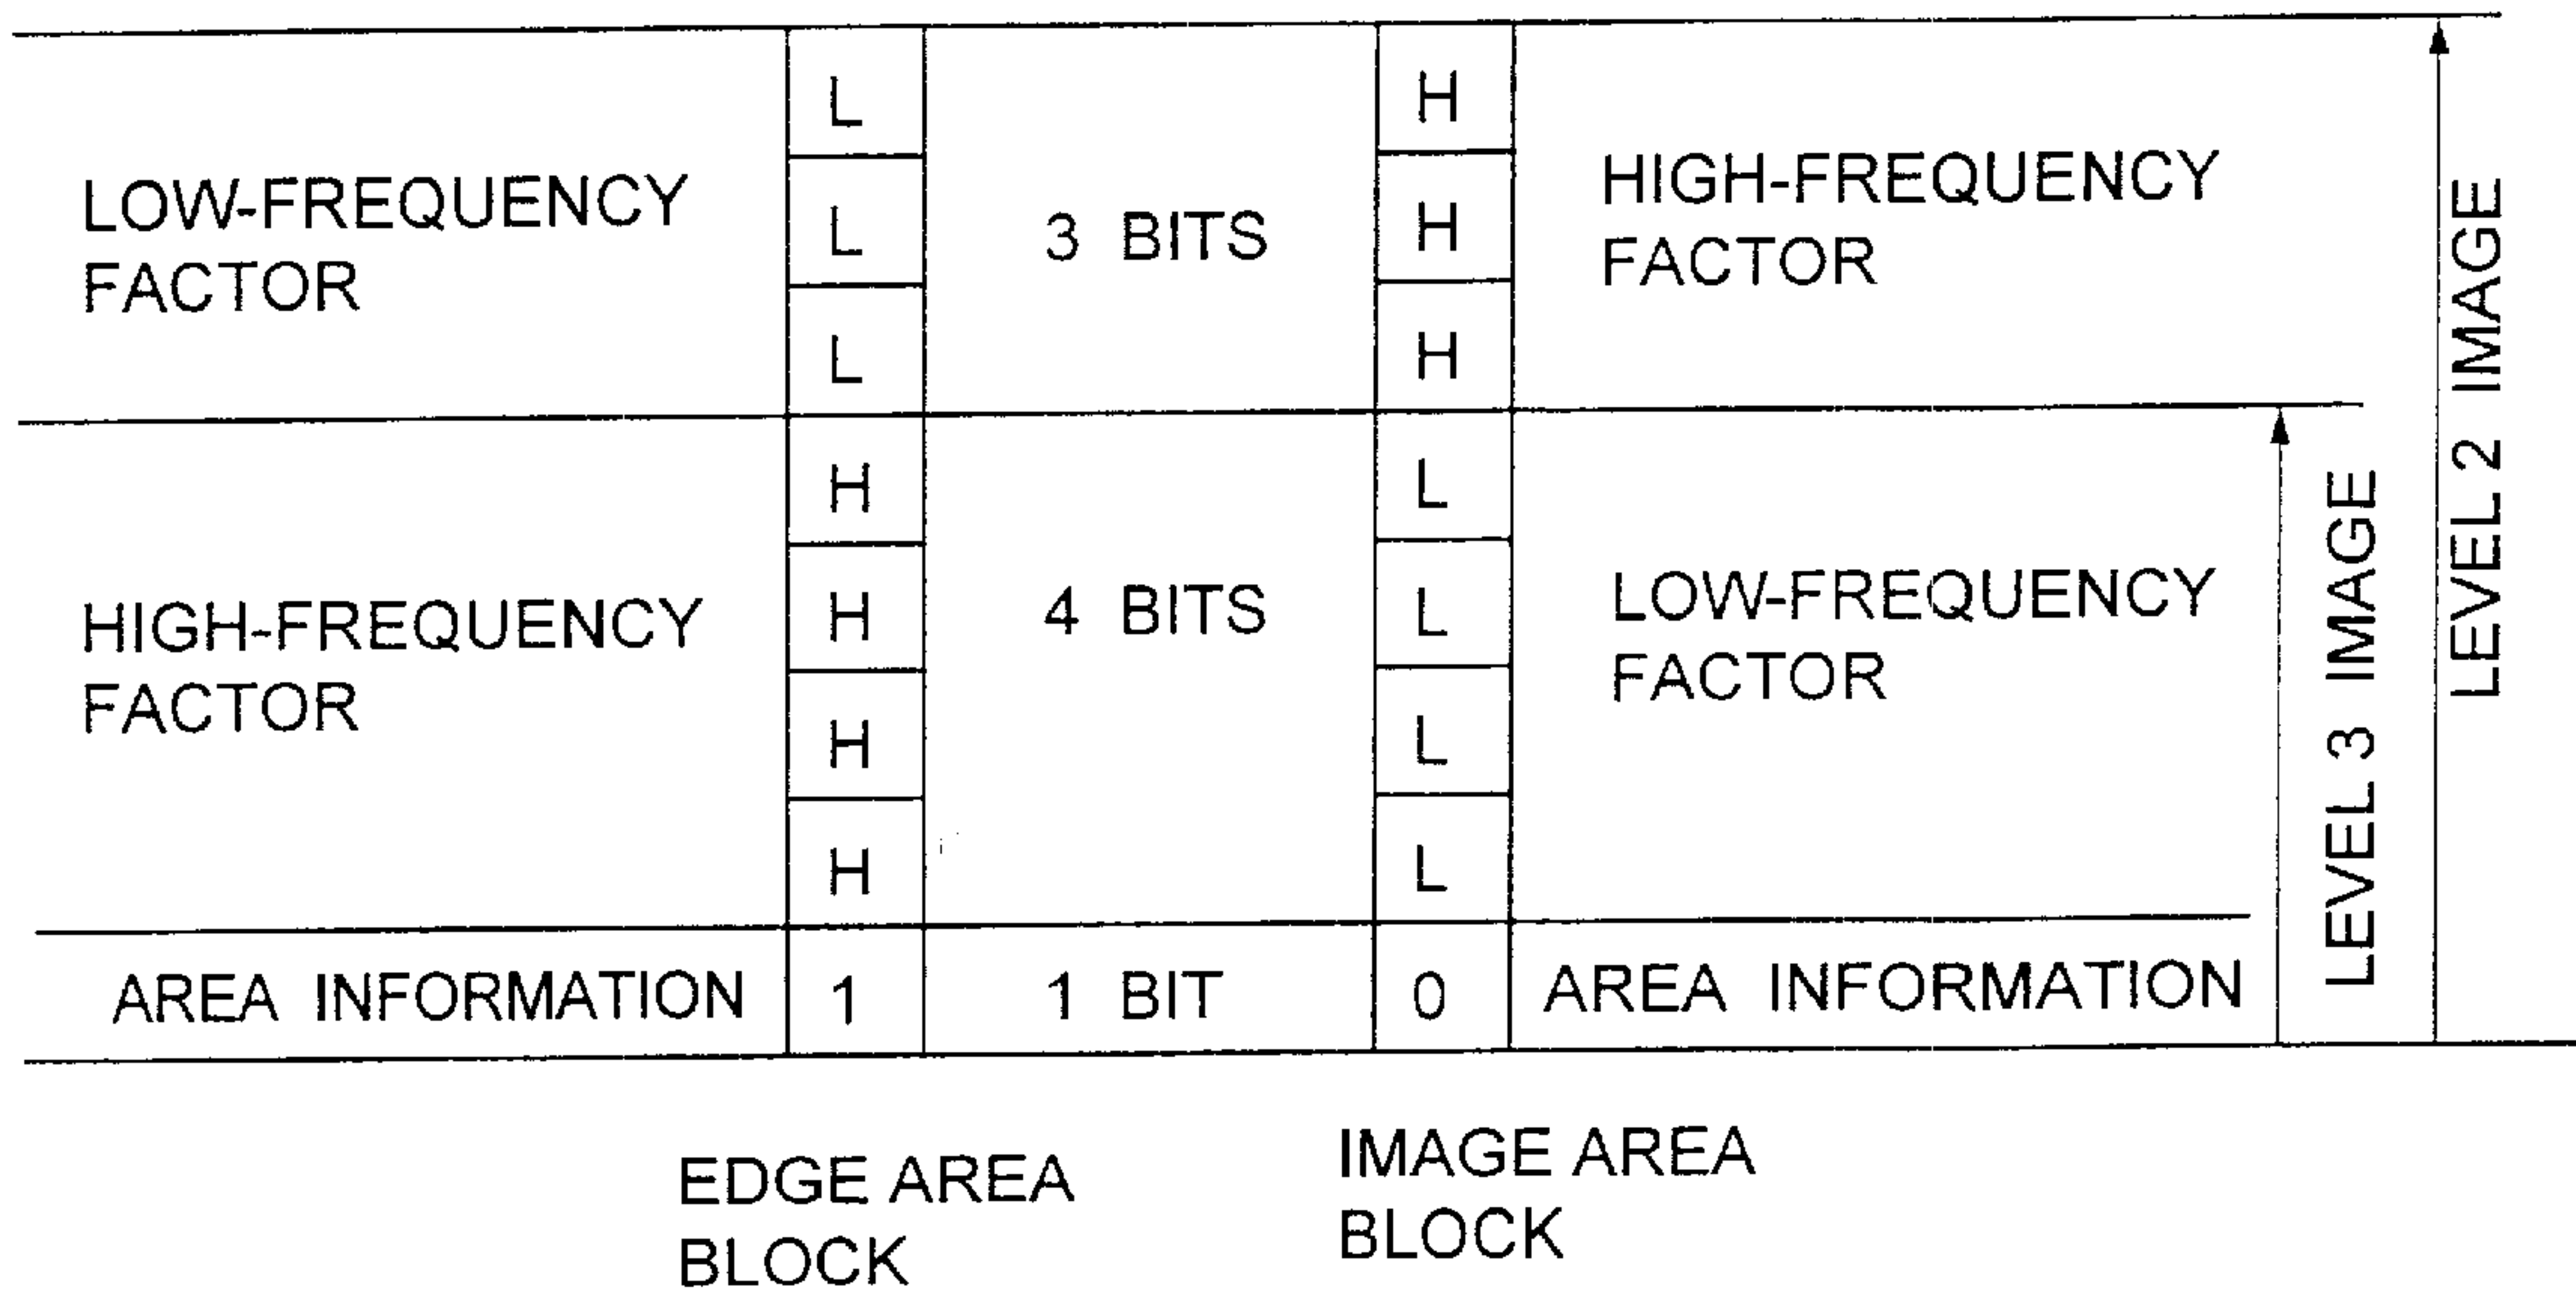 L
H
LOW-FREQUENCY
FACTOR
L
3 BITS
H
HIGH-FREQUENCY
FACTOR
L
H
H
L
HIGH-FREQUENCY
FACTOR
H
4 BITS
L
LOW-FREQUENCY
FACTOR
H
L
H
L
AREA INFORMATION
1
1 BIT
0
AREA INFORMATION
LEVEL 3 IMAGE
LEVEL 2 IMAGE
EDGE AREA
BLOCK
IMAGE AREA
BLOCK